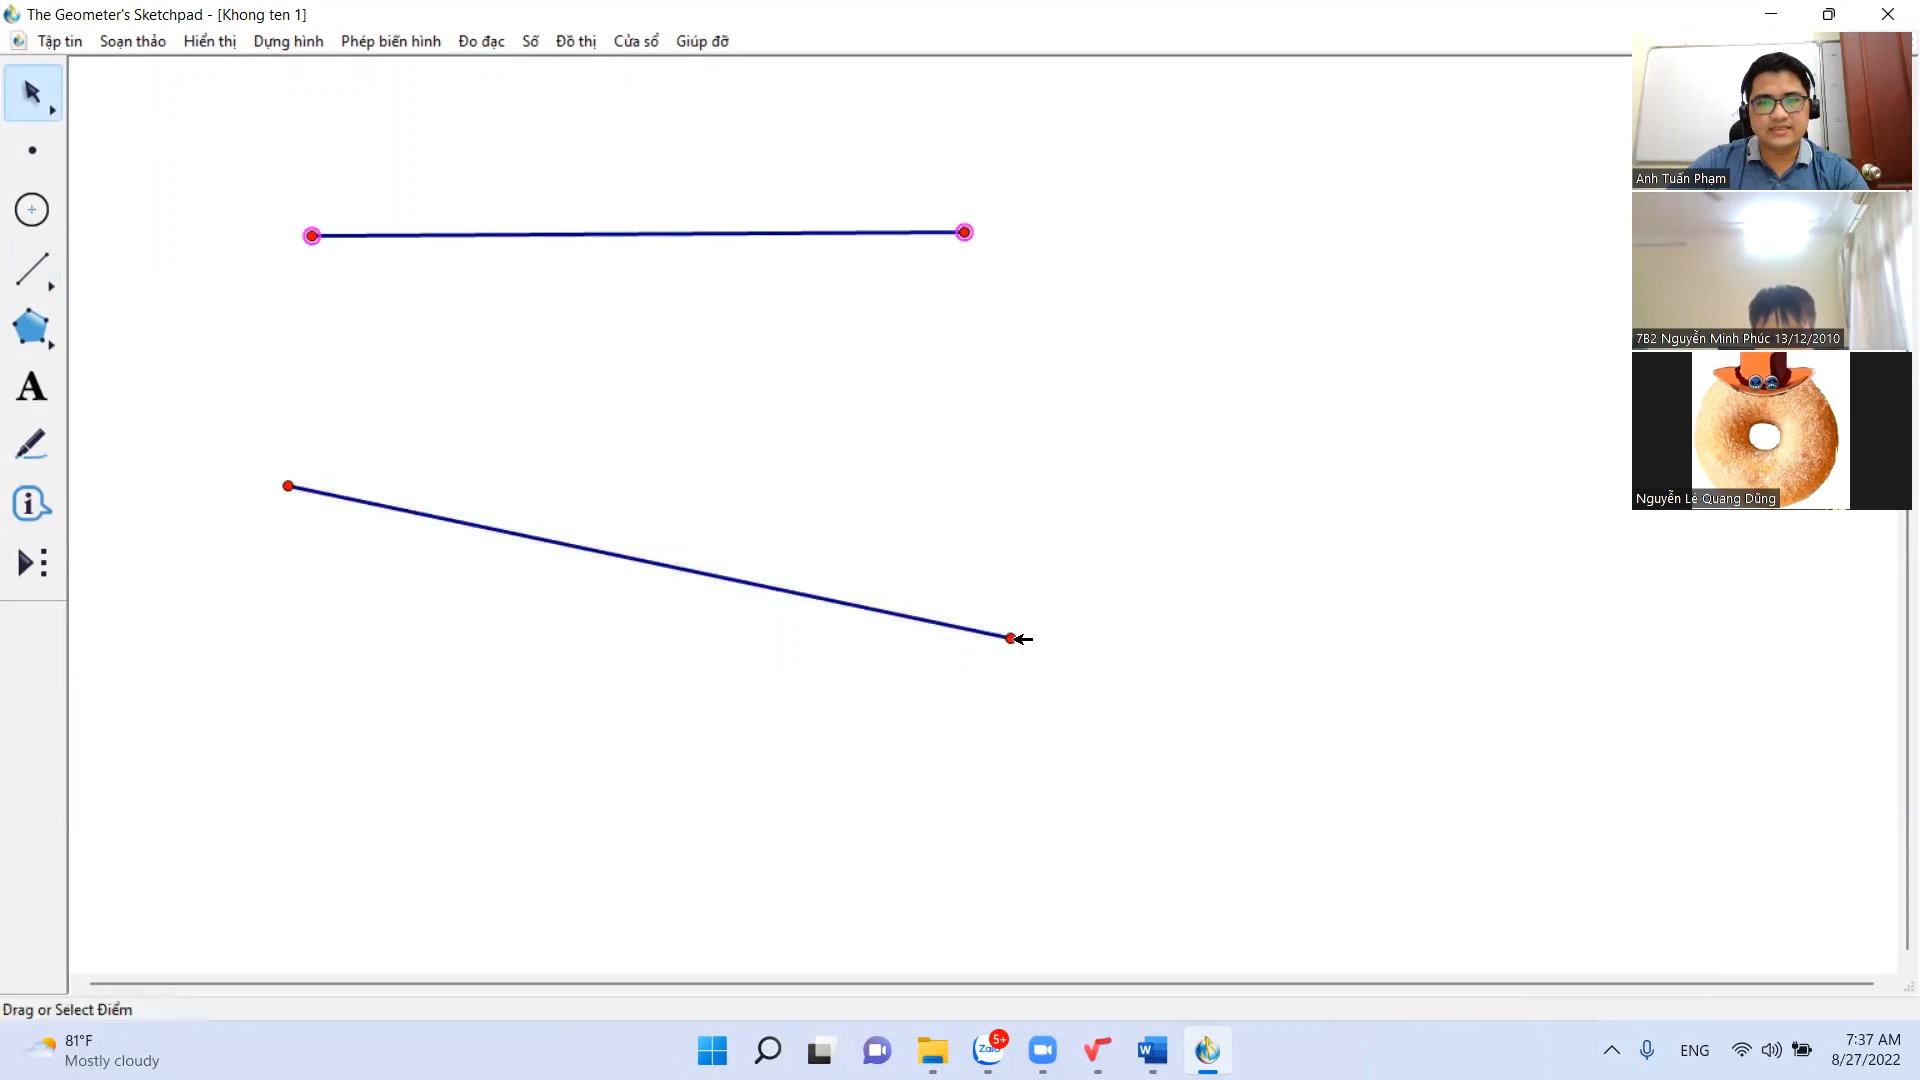 The Geometer's Sketchpad - [Khong ten 1]
Tập tin Soạn thảo Hiển thị Dựng hình Phép biến hình Đo đạc Số Đồ thị Cửa sổ Giúp đỡ
Anh Tuấn Phạm
7B2 Nguyễn Minh Phúc 13/12/2010
Nguyễn Lê Quang Dũng
A
i
Drag or Select Điểm
81°F
Mostly cloudy
Zalo
5+
W
ENG
7:37 AM
8/27/2022